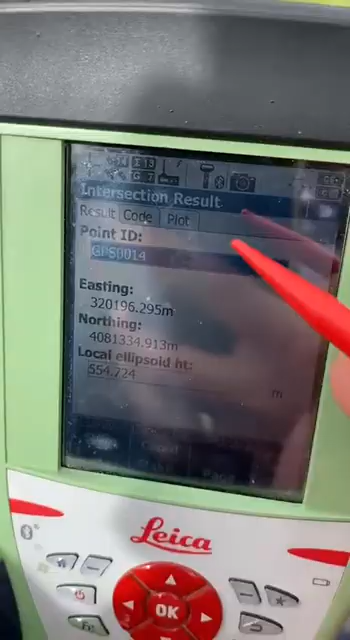 Intersection Result
Result Code Plot
Point ID:
GPS0014
Easting:
320196.295m
Northing:
4081334.913m
Local ellipsoid ht:
554.724
m
Leica
OK